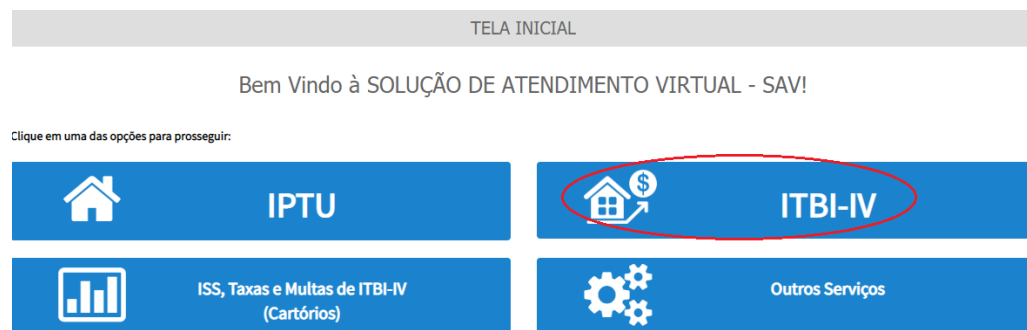 TELA INICIAL
Bem Vindo à SOLUÇÃO DE ATENDIMENTO VIRTUAL - SAV!
Clique em uma das opções para prosseguir:
IPTU
$
ITBI-IV
ISS, Taxas e Multas de ITBI-IV
(Cartórios)
Outros Serviços